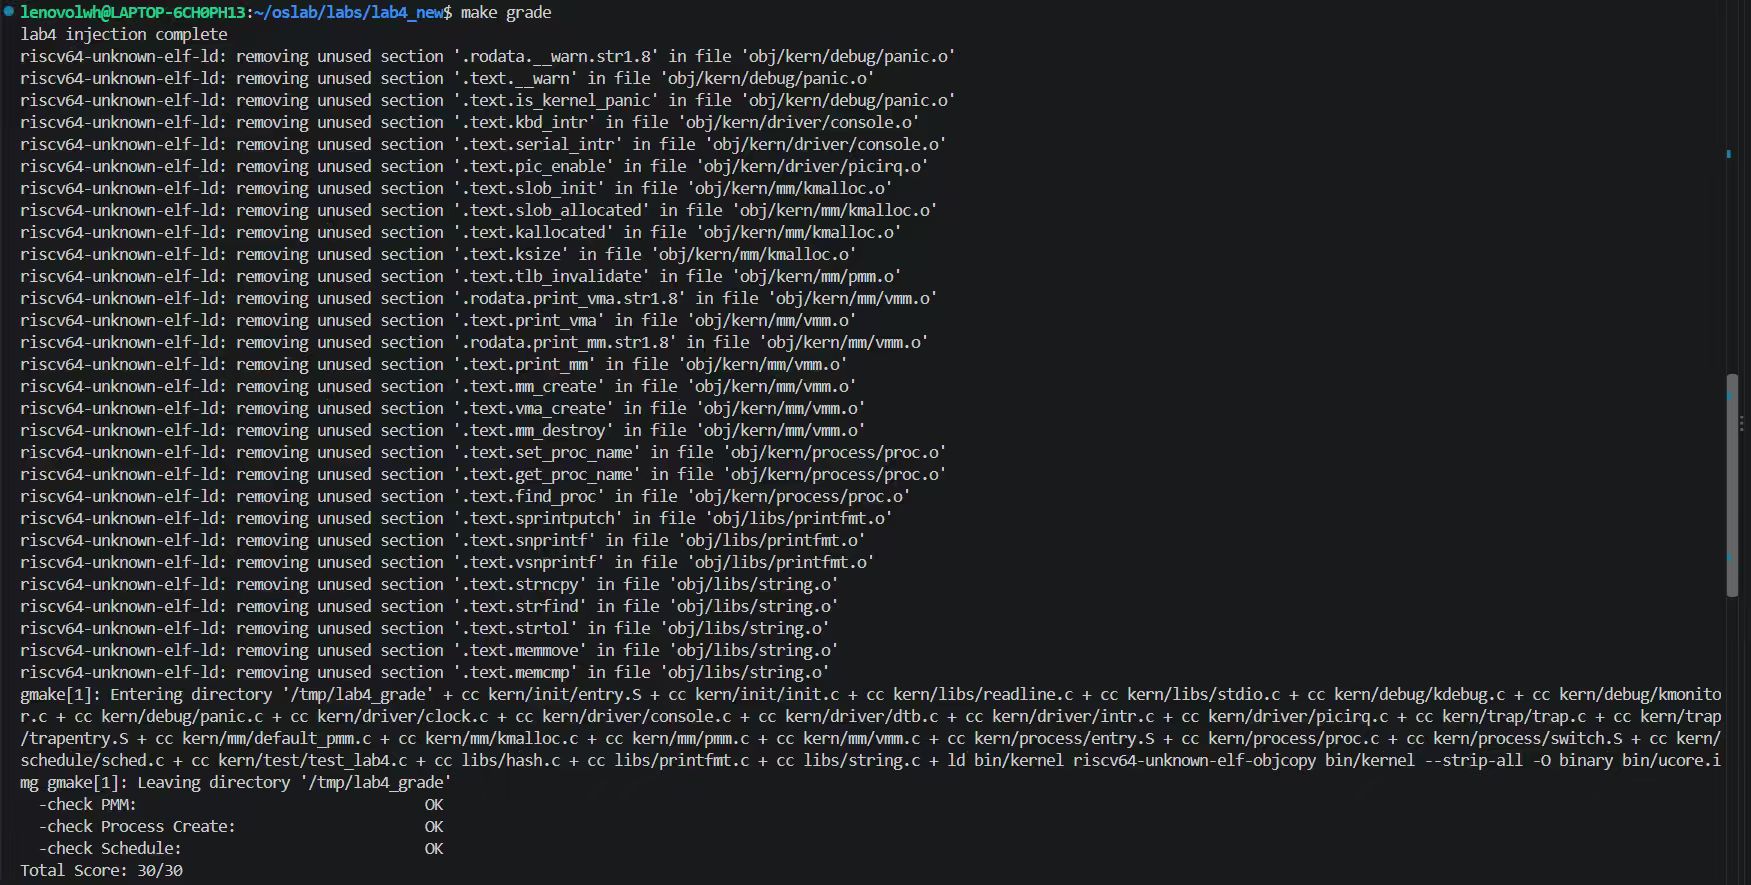 lenovolwh@LAPTOP-6CH0PH13:~/oslab/labs/lab4_new$ make grade
lab4 injection complete
riscv64-unknown-elf-ld: removing unused section '.rodata.__warn.str1.8' in file 'obj/kern/debug/panic.o'
riscv64-unknown-elf-ld: removing unused section '.text.__warn' in file 'obj/kern/debug/panic.o'
riscv64-unknown-elf-ld: removing unused section '.text.is_kernel_panic' in file 'obj/kern/debug/panic.o'
riscv64-unknown-elf-ld: removing unused section '.text.kbd_intr' in file 'obj/kern/driver/console.o'
riscv64-unknown-elf-ld: removing unused section '.text.serial_intr' in file 'obj/kern/driver/console.o'
riscv64-unknown-elf-ld: removing unused section '.text.pic_enable' in file 'obj/kern/driver/picirq.o'
riscv64-unknown-elf-ld: removing unused section '.text.slob_init' in file 'obj/kern/mm/kmalloc.o'
riscv64-unknown-elf-ld: removing unused section '.text.slob_allocated' in file 'obj/kern/mm/kmalloc.o'
riscv64-unknown-elf-ld: removing unused section '.text.kallocated' in file 'obj/kern/mm/kmalloc.o'
riscv64-unknown-elf-ld: removing unused section '.text.ksize' in file 'obj/kern/mm/kmalloc.o'
riscv64-unknown-elf-ld: removing unused section '.text.tlb_invalidate' in file 'obj/kern/mm/pmm.o'
riscv64-unknown-elf-ld: removing unused section '.rodata.print_vma.str1.8' in file 'obj/kern/mm/vmm.o'
riscv64-unknown-elf-ld: removing unused section '.text.print_vma' in file 'obj/kern/mm/vmm.o'
riscv64-unknown-elf-ld: removing unused section '.rodata.print_mm.str1.8' in file 'obj/kern/mm/vmm.o'
riscv64-unknown-elf-ld: removing unused section '.text.print_mm' in file 'obj/kern/mm/vmm.o'
riscv64-unknown-elf-ld: removing unused section '.text.mm_create' in file 'obj/kern/mm/vmm.o'
riscv64-unknown-elf-ld: removing unused section '.text.vma_create' in file 'obj/kern/mm/vmm.o'
riscv64-unknown-elf-ld: removing unused section '.text.mm_destroy' in file 'obj/kern/mm/vmm.o'
riscv64-unknown-elf-ld: removing unused section '.text.set_proc_name' in file 'obj/kern/process/proc.o'
riscv64-unknown-elf-ld: removing unused section '.text.get_proc_name' in file 'obj/kern/process/proc.o'
riscv64-unknown-elf-ld: removing unused section '.text.find_proc' in file 'obj/kern/process/proc.o'
riscv64-unknown-elf-ld: removing unused section '.text.sprintputch' in file 'obj/libs/printfmt.o'
riscv64-unknown-elf-ld: removing unused section '.text.snprintf' in file 'obj/libs/printfmt.o'
riscv64-unknown-elf-ld: removing unused section '.text.vsnprintf' in file 'obj/libs/printfmt.o'
riscv64-unknown-elf-ld: removing unused section '.text.strncpy' in file 'obj/libs/string.o'
riscv64-unknown-elf-ld: removing unused section '.text.strfind' in file 'obj/libs/string.o'
riscv64-unknown-elf-ld: removing unused section '.text.strtol' in file 'obj/libs/string.o'
riscv64-unknown-elf-ld: removing unused section '.text.memmove' in file 'obj/libs/string.o'
riscv64-unknown-elf-ld: removing unused section '.text.memcmp' in file 'obj/libs/string.o'
gmake[1]: Entering directory '/tmp/lab4_grade' + cc kern/init/entry.S + cc kern/init/init.c + cc kern/libs/readline.c + cc kern/libs/stdio.c + cc kern/debug/kdebug.c + cc kern/debug/kmonito
r.c + cc kern/debug/panic.c + cc kern/driver/clock.c + cc kern/driver/console.c + cc kern/driver/dtb.c + cc kern/driver/intr.c + cc kern/driver/picirq.c + cc kern/trap/trap.c + cc kern/trap
/trapentry.S + cc kern/mm/default_pmm.c + cc kern/mm/kmalloc.c + cc kern/mm/pmm.c + cc kern/mm/vmm.c + cc kern/process/entry.S + cc kern/process/proc.c + cc kern/process/switch.S + cc kern/
schedule/sched.c + cc kern/test/test_lab4.c + cc libs/hash.c + cc libs/printfmt.c + cc libs/string.c + ld bin/kernel riscv64-unknown-elf-objcopy bin/kernel --strip-all -O binary bin/ucore.i
mg gmake[1]: Leaving directory '/tmp/lab4_grade'
-check PMM: OK
-check Process Create: OK
-check Schedule: OK
Total Score: 30/30